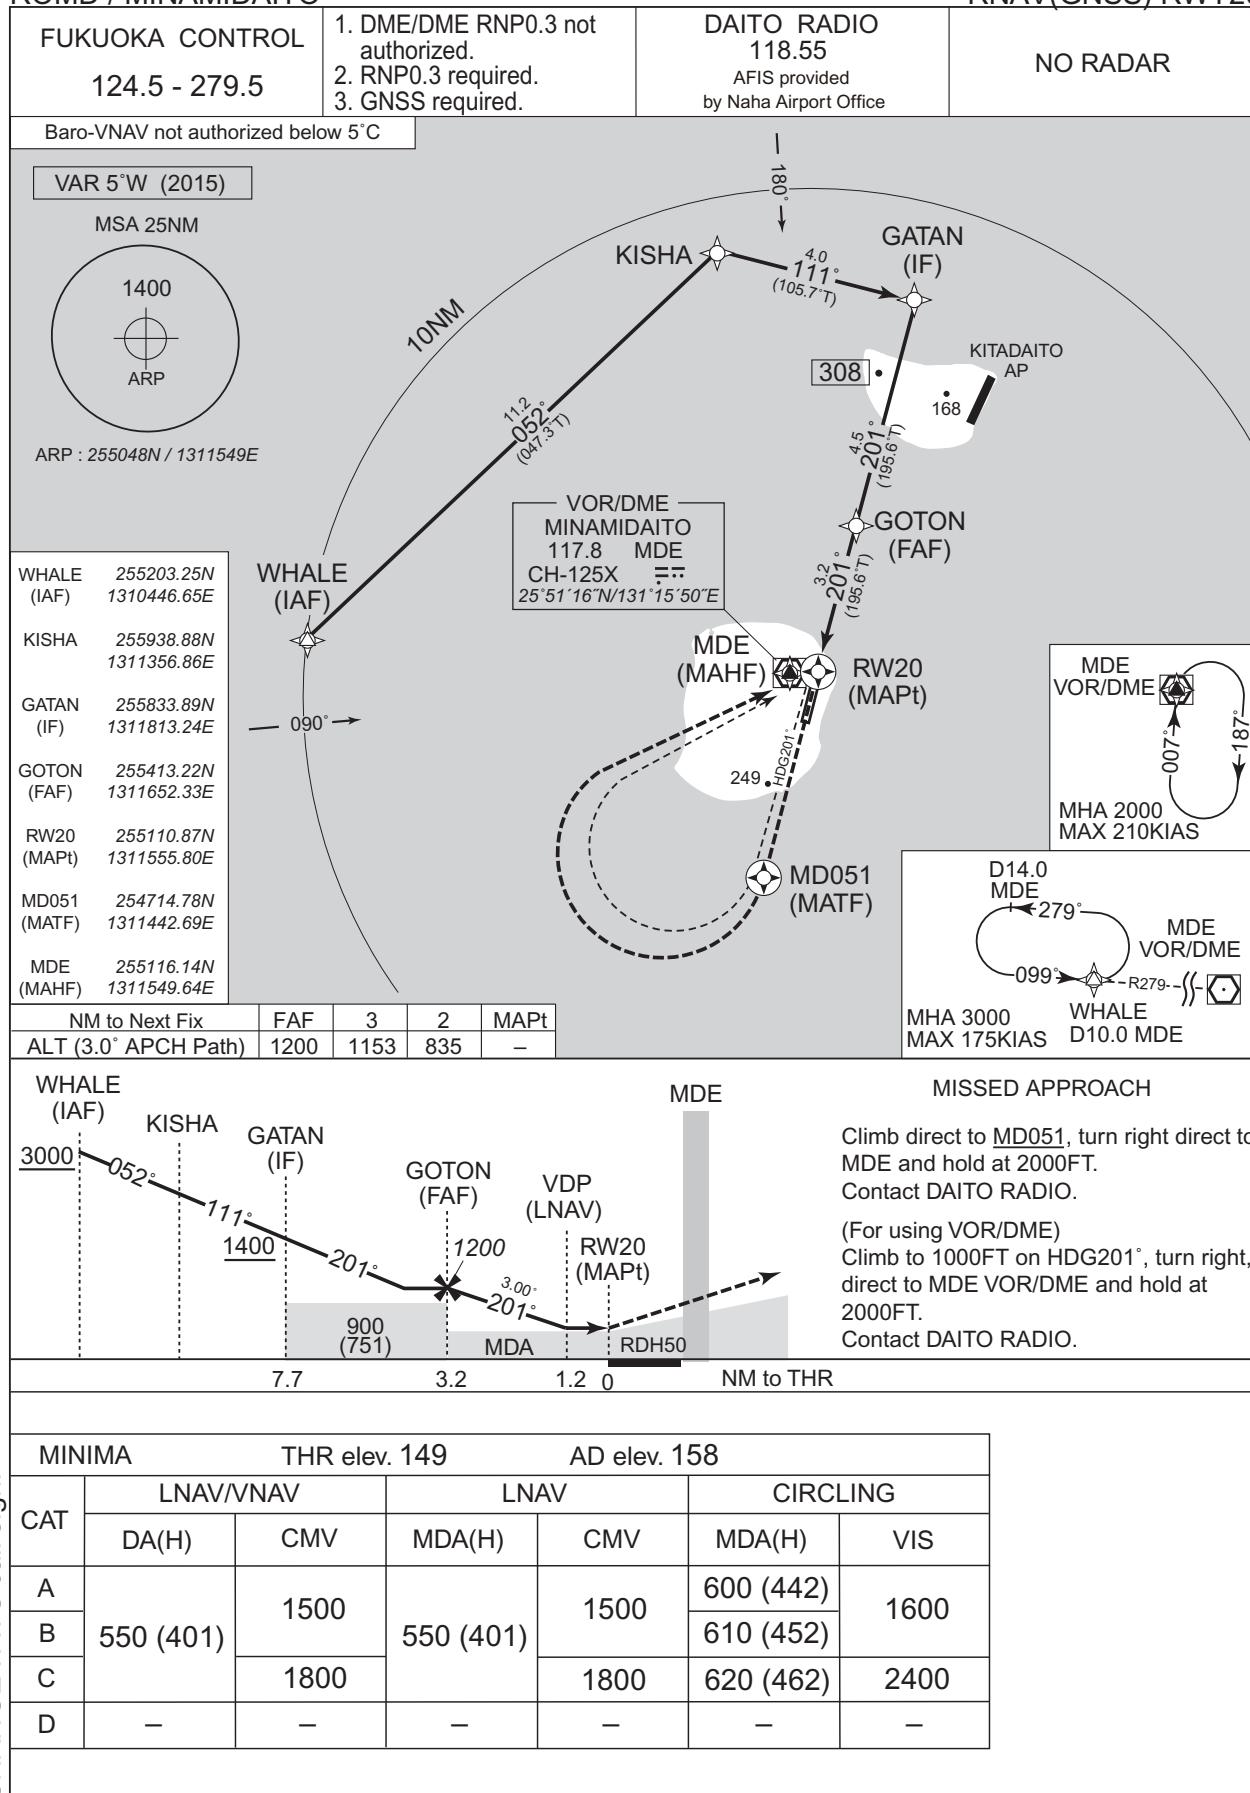 ROMD / MINAMIDAITO
RNAV(GNSS) RWY20
FUKUOKA CONTROL
124.5 - 279.5
1. DME/DME RNP0.3 not
authorized.
2. RNP0.3 required.
3. GNSS required.
DAITO RADIO
118.55
AFIS provided
by Naha Airport Office
NO RADAR
Baro-VNAV not authorized below 5˚C
VAR 5˚W (2015)
MSA 25NM
1400
ARP
ARP : 255048N / 1311549E
10NM
180˚
KISHA
4.0
111˚
(105.7˚T)
GATAN
(IF)
KITADAITO
AP
308
168
11.2
052˚
(047.3˚T)
4.5
201˚
(195.6˚T)
GOTON
(FAF)
VOR/DME
MINAMIDAITO
117.8 MDE
CH-125X
25˚51´16˝N/131˚15´50˝E
3.2
201˚
(195.6˚T)
WHALE
(IAF)
MDE
(MAHF)
RW20
(MAPt)
090˚
HDG201˚
249
MD051
(MATF)
WHALE 255203.25N
(IAF) 1310446.65E
KISHA 255938.88N
1311356.86E
GATAN 255833.89N
(IF) 1311813.24E
GOTON 255413.22N
(FAF) 1311652.33E
RW20 255110.87N
(MAPt) 1311555.80E
MD051 254714.78N
(MATF) 1311442.69E
MDE 255116.14N
(MAHF) 1311549.64E
MDE
VOR/DME
007˚
187˚
MHA 2000
MAX 210KIAS
D14.0
MDE
279˚
MDE
VOR/DME
099˚
R279
WHALE
D10.0 MDE
MHA 3000
MAX 175KIAS
NM to Next Fix FAF 3 2 MAPt
ALT (3.0˚ APCH Path) 1200 1153 835 –
WHALE
(IAF)
KISHA
GATAN
(IF)
GOTON
(FAF)
VDP
(LNAV)
RW20
(MAPt)
MDE
3000
052˚
111˚
1400
201˚
1200
3.00˚
201˚
900
(751)
MDA
RDH50
7.7 3.2 1.2 0 NM to THR
MISSED APPROACH
Climb direct to MD051, turn right direct to
MDE and hold at 2000FT.
Contact DAITO RADIO.
(For using VOR/DME)
Climb to 1000FT on HDG201˚, turn right,
direct to MDE VOR/DME and hold at
2000FT.
Contact DAITO RADIO.
MINIMA THR elev. 149 AD elev. 158
CAT LNAV/VNAV LNAV CIRCLING
DA(H) CMV MDA(H) CMV MDA(H) VIS
A 550 (401) 1500 550 (401) 1500 600 (442) 1600
B 610 (452)
C 1800 1800 620 (462) 2400
D – – – – – –